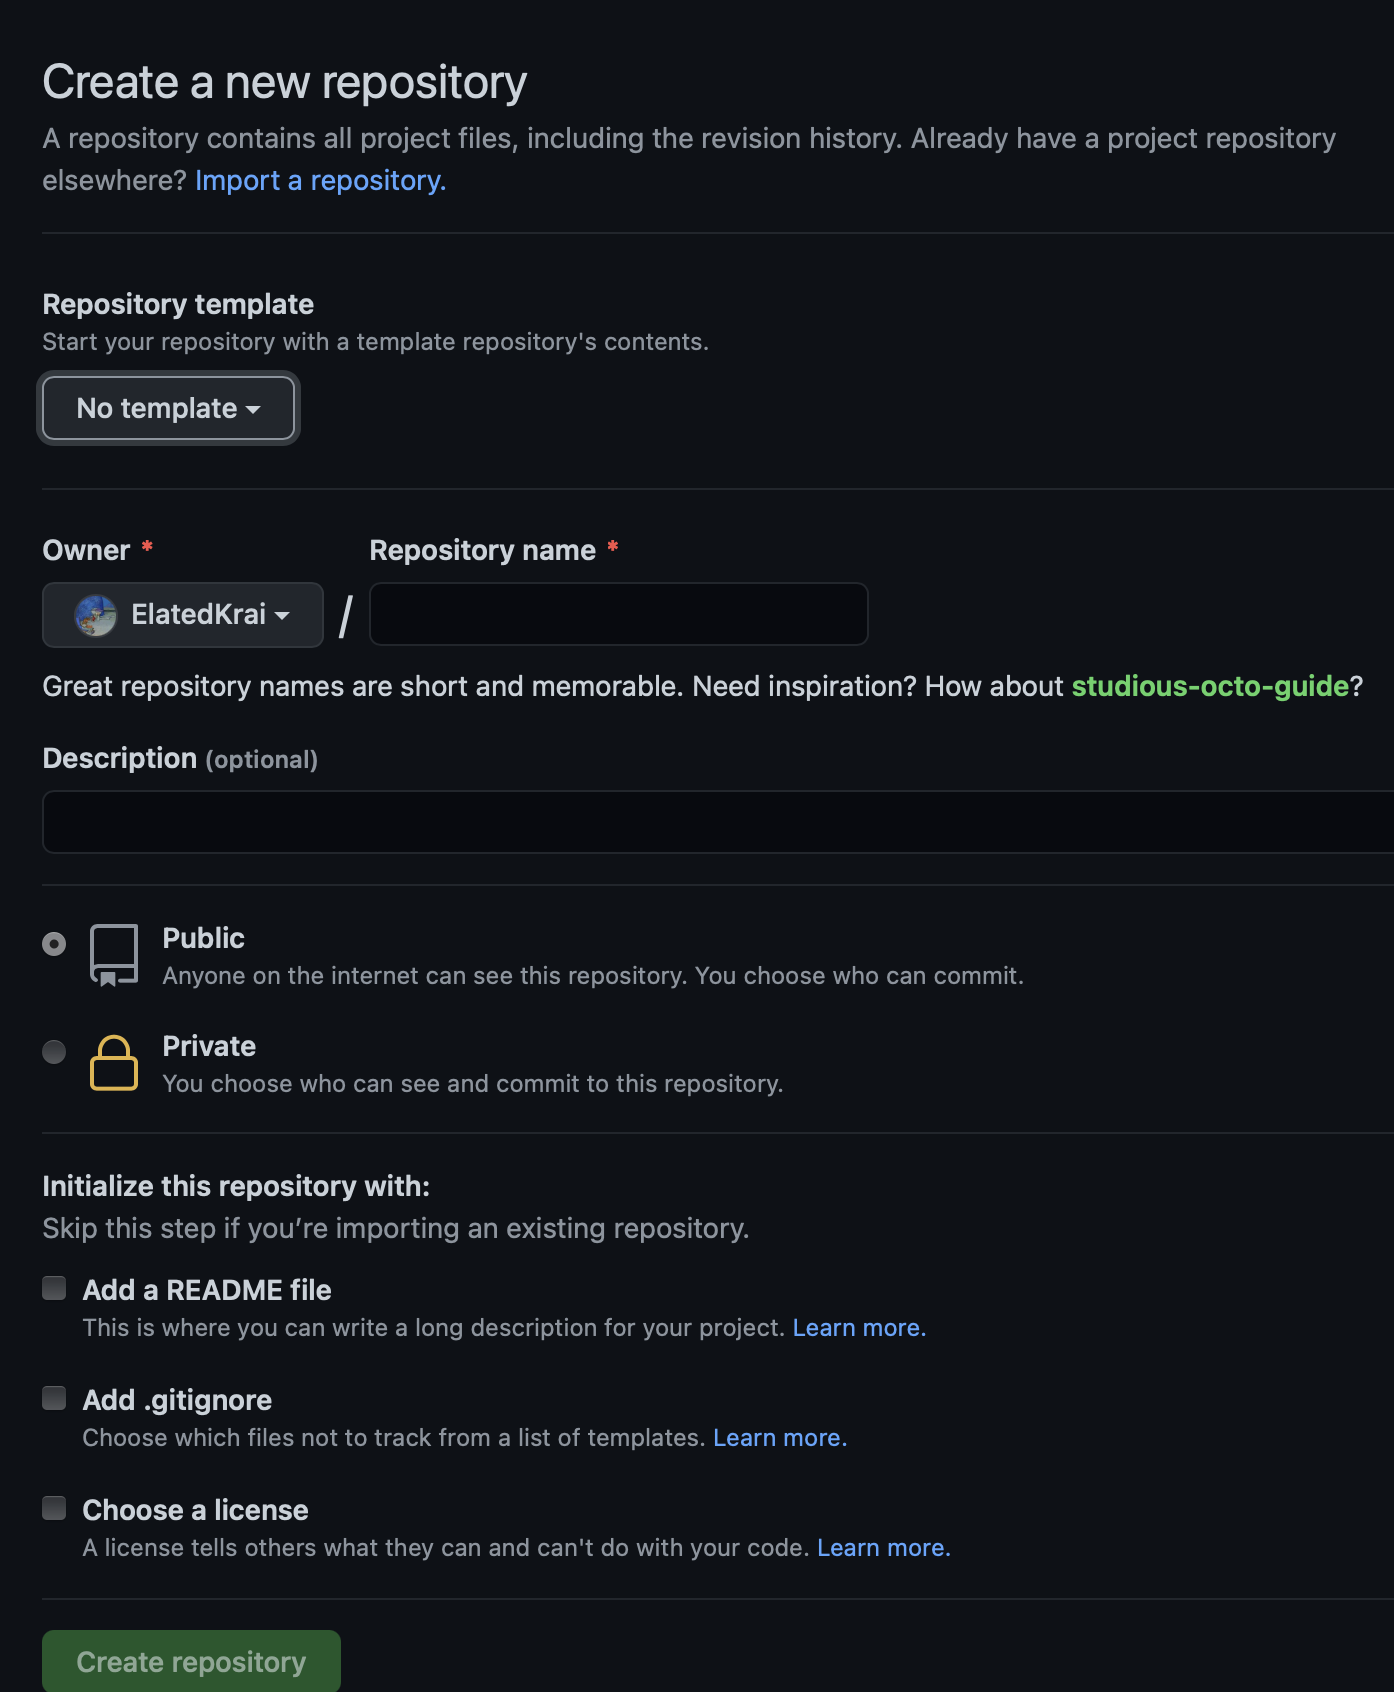 Create a new repository
A repository contains all project files, including the revision history. Already have a project repository
elsewhere? Import a repository.
Repository template
Start your repository with a template repository's contents.
No template
Owner *
Repository name *
ElatedKrai
/
Great repository names are short and memorable. Need inspiration? How about studious-octo-guide?
Description (optional)
Public
Anyone on the internet can see this repository. You choose who can commit.
Private
You choose who can see and commit to this repository.
Initialize this repository with:
Skip this step if you’re importing an existing repository.
Add a README file
This is where you can write a long description for your project. Learn more.
Add .gitignore
Choose which files not to track from a list of templates. Learn more.
Choose a license
A license tells others what they can and can't do with your code. Learn more.
Create repository